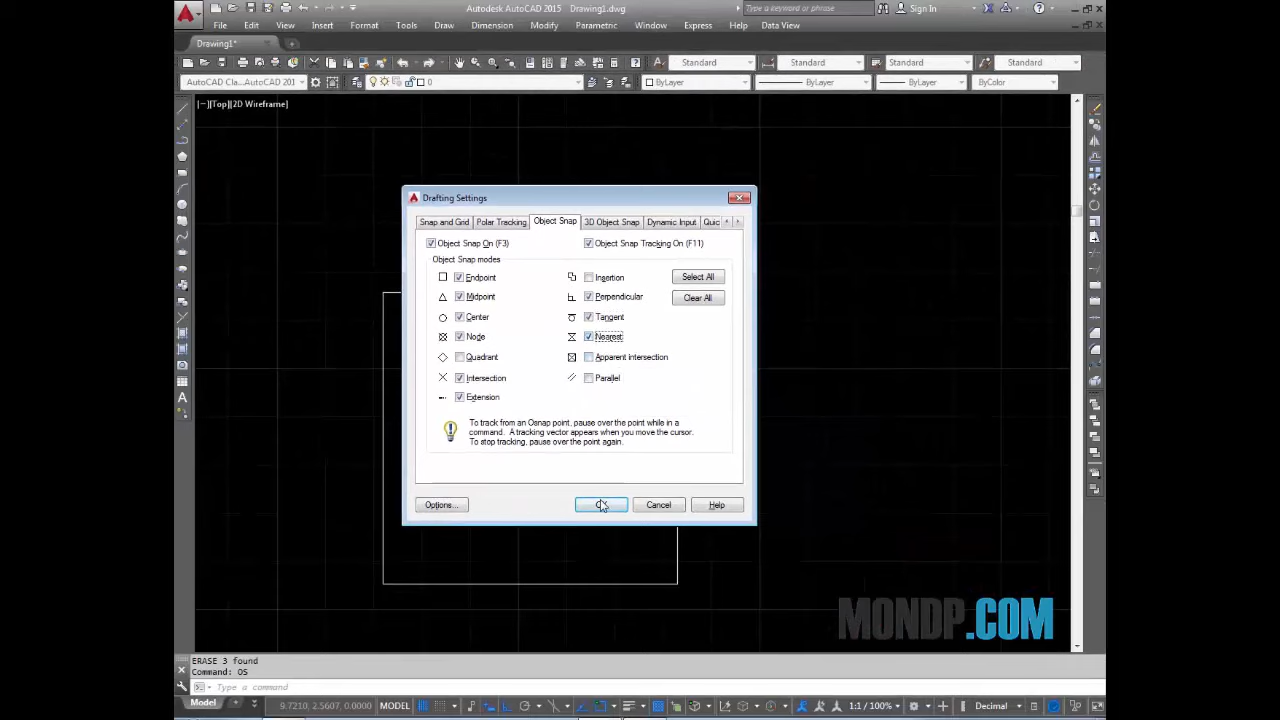 Autodesk AutoCAD 2015 Drawing1.dwg
Type a keyword or phrase
Sign In
File Edit View Insert Format Tools Draw Dimension Modify Parametric Window Express Help Data View
Drawing1*
Standard Standard Standard Standard
AutoCAD Cla...AutoCAD 201 0 ByLayer ByLayer ByLayer ByColor
[−][Top][2D Wireframe]
Drafting Settings
Snap and Grid Polar Tracking Object Snap 3D Object Snap Dynamic Input Quic
Object Snap On (F3) Object Snap Tracking On (F11)
Object Snap modes
Endpoint Insertion Select All
Midpoint Perpendicular Clear All
Center Tangent
Node Nearest
Quadrant Apparent intersection
Intersection Parallel
Extension
To track from an Osnap point, pause over the point while in a
command. A tracking vector appears when you move the cursor.
To stop tracking, pause over the point again.
Options... Cancel Help
MONDP.COM
ERASE 3 found
Command: OS
Type a command
Model
9.7210, 2.5607, 0.0000 MODEL 1:1 / 100% Decimal